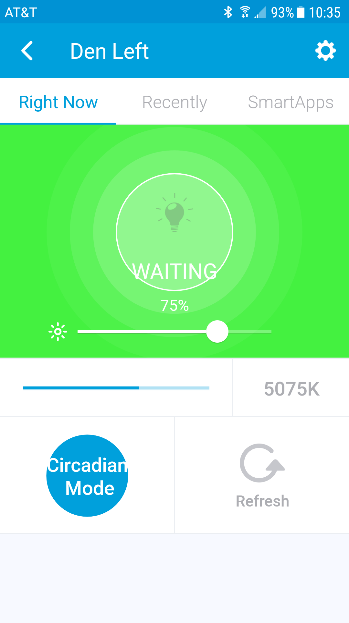 AT&T 93% 10:35
Den Left
Right Now Recently SmartApps
WAITING
75%
5075K
Circadian
Mode
Refresh